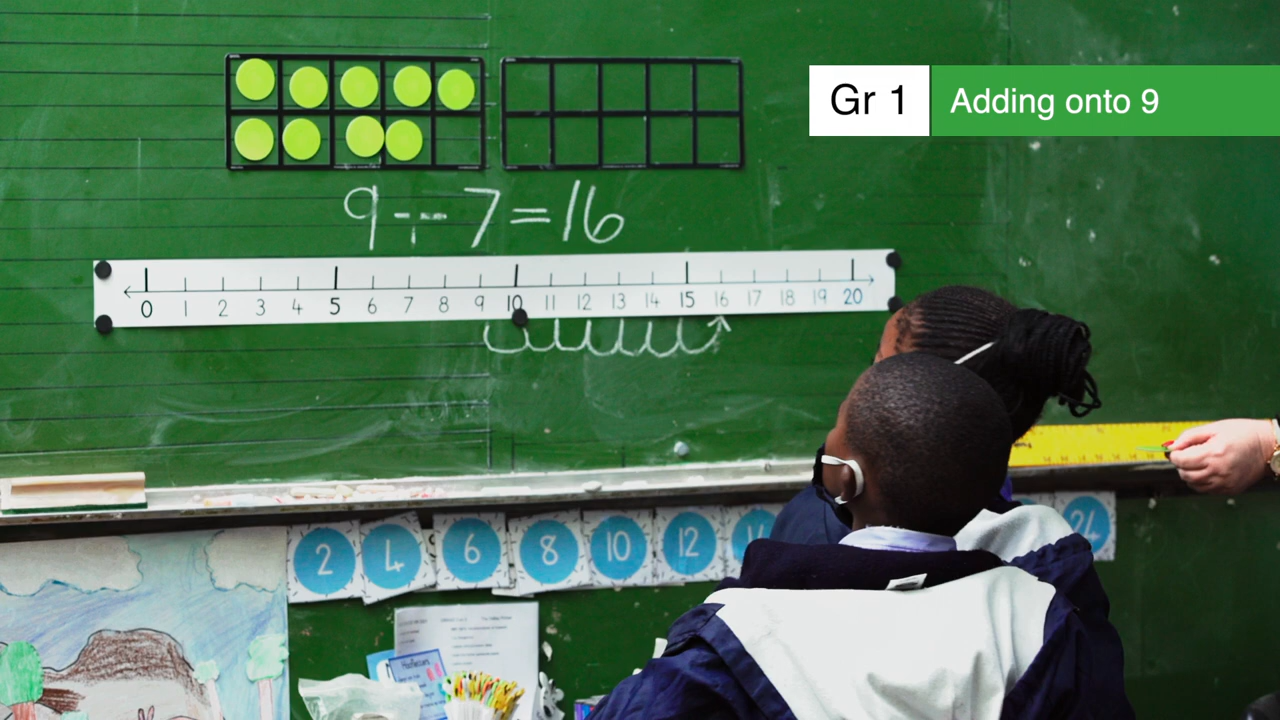 Gr 1 Adding onto 9
9+7=16
0 1 2 3 4 5 6 7 8 9 10 11 12 13 14 15 16 17 18 19 20
2 4 6 8 10 12 14 24